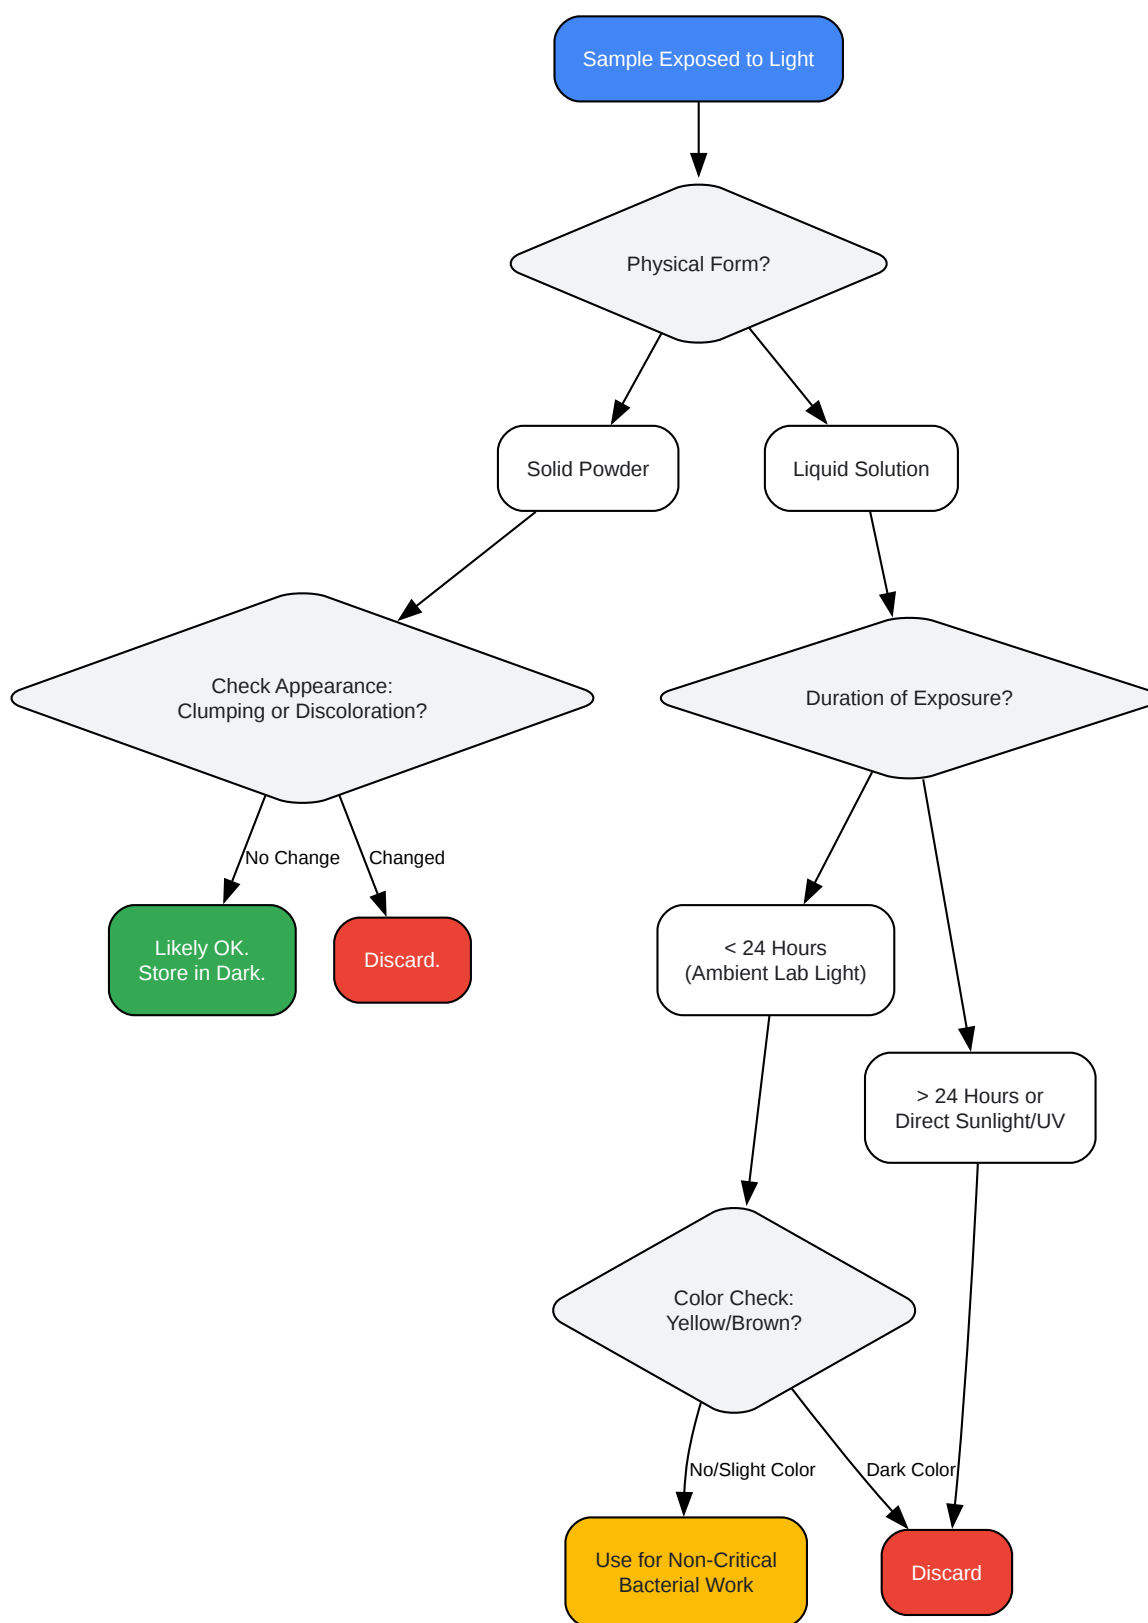 Sample Exposed to Light
Physical Form?
Solid Powder
Liquid Solution
Check Appearance:
Clumping or Discoloration?
Duration of Exposure?
No Change
Changed
Likely OK.
Store in Dark.
Discard.
< 24 Hours
(Ambient Lab Light)
> 24 Hours or
Direct Sunlight/UV
Color Check:
Yellow/Brown?
No/Slight Color
Dark Color
Use for Non-Critical
Bacterial Work
Discard